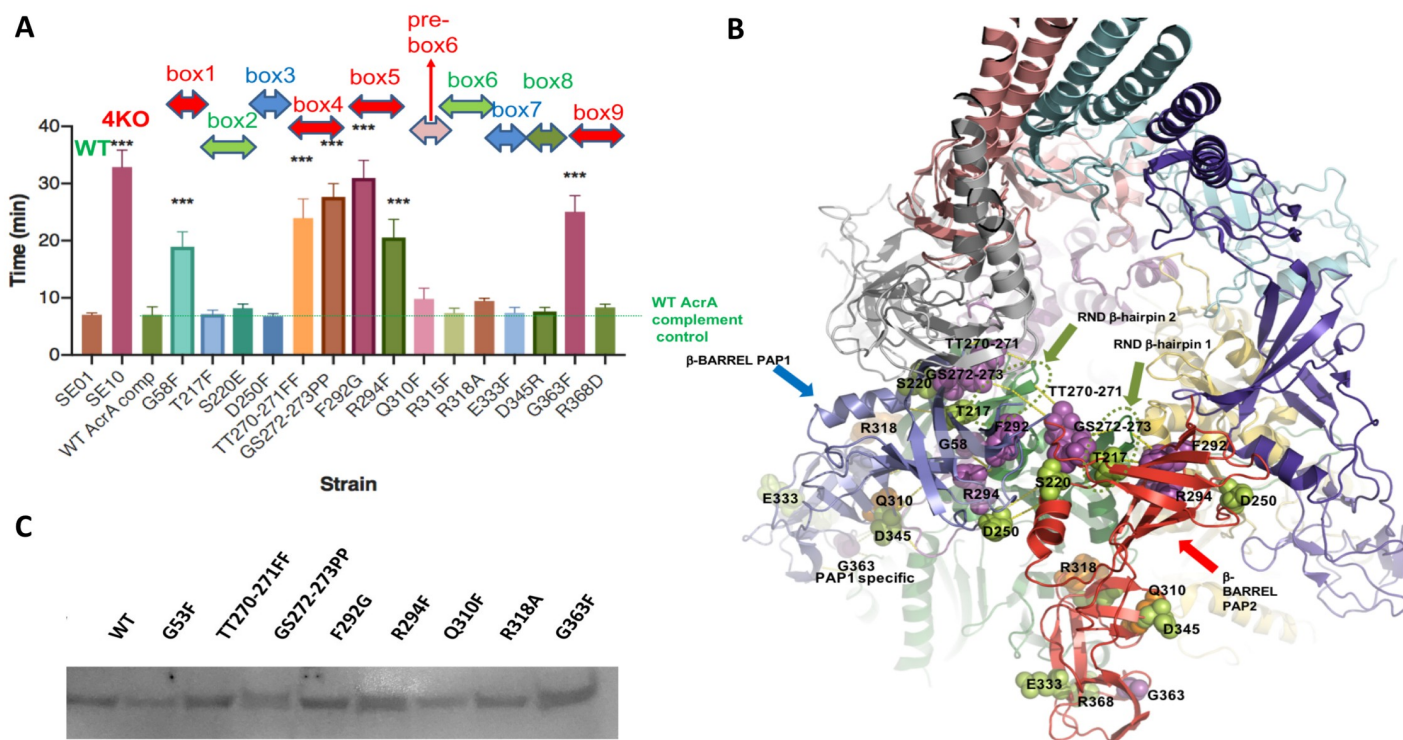 A
pre-
box6
box1
box3
box5
box6
box8
box2
box4
box7
box9
WT
4KO
***
***
***
***
***
***
***
40
30
20
10
0
Time (min)
WT AcrA
complement
control
SE01
SE10
WT AcrA comp
G58F
T217F
S220E
D250F
TT270-271FF
GS272-273PP
F292G
R294F
Q310F
R315F
R318A
E333F
D345R
G363F
R368D
Strain
B
RND β-hairpin 2
RND β-hairpin 1
β-BARREL PAP1
TT270-271
GS272-273
S220
T217
R318
G58
F292
TT270-271
GS272-273
F292
T217
S220
R294
R294
D250
E333
Q310
D345
D250
G363
PAP1 specific
R318
Q310
D345
β-
BARREL
PAP2
E333
R368
G363
C
WT
G53F
TT270-271FF
GS272-273PP
F292G
R294F
Q310F
R318A
G363F